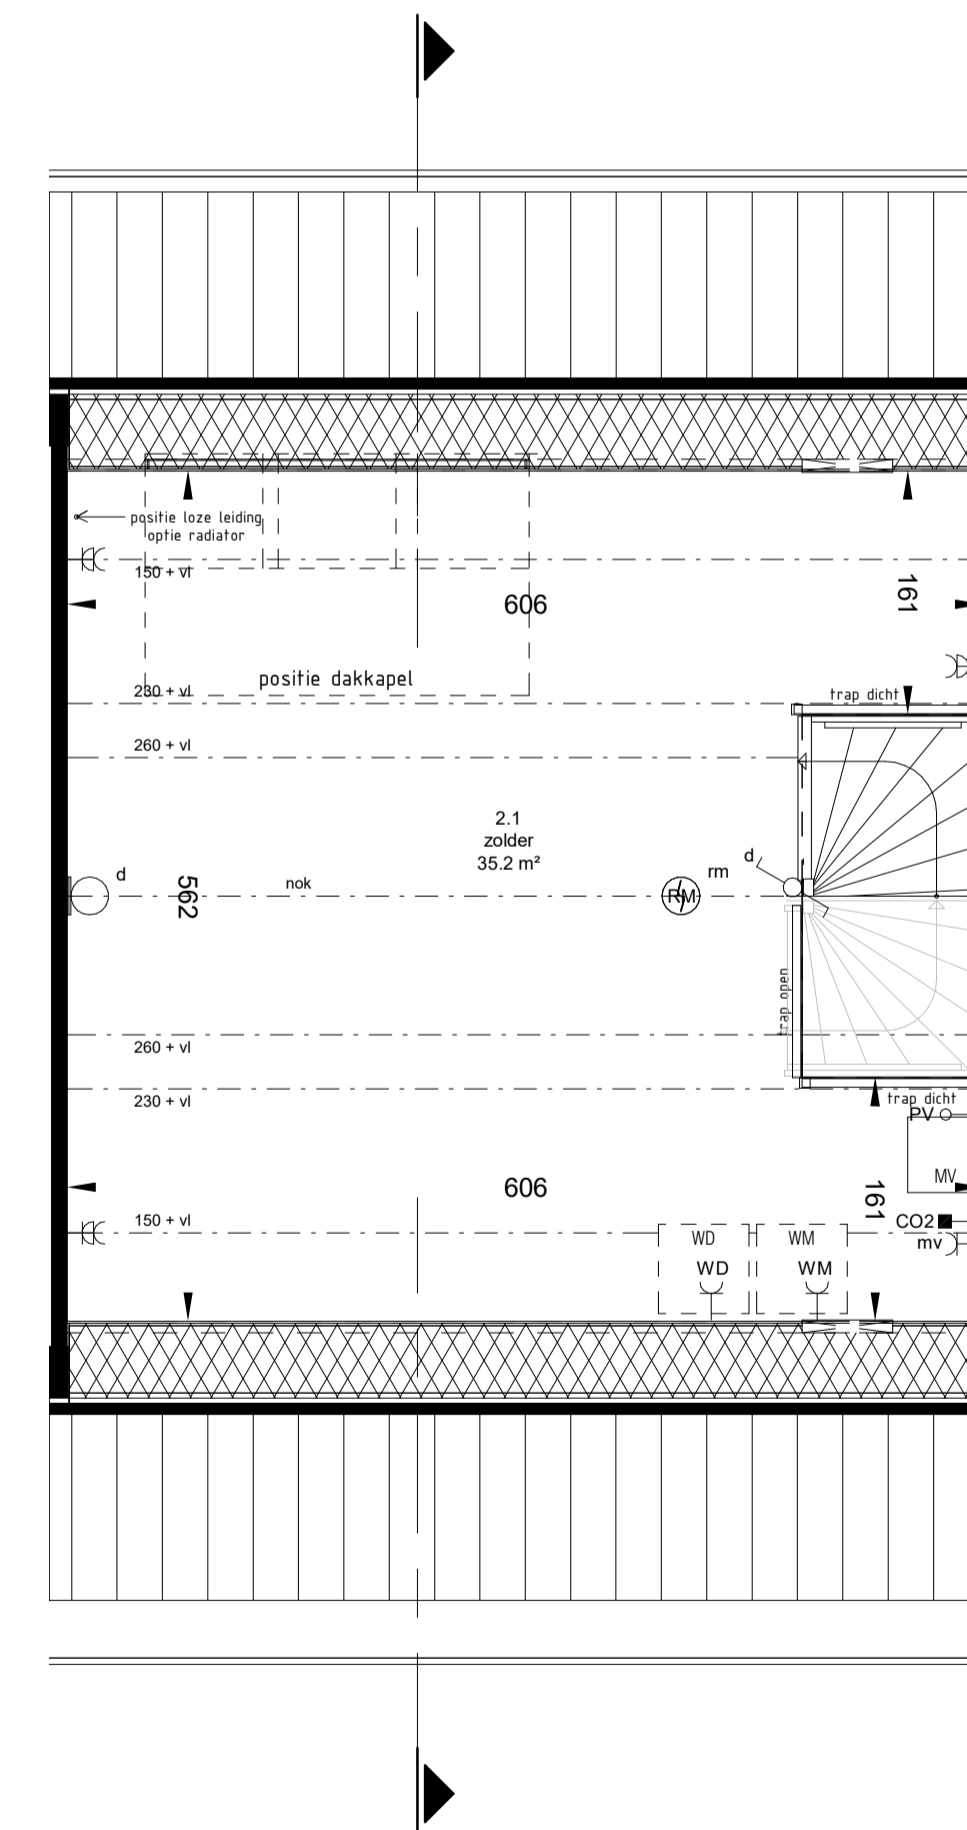 positie loze leiding
optie radiator
150 + vl
606
161
positie dakkapel
230 + vl
trap dicht
260 + vl
2.1
zolder
35.2 m²
d
rm
d
562
nok
RM
trap open
260 + vl
230 + vl
trap dicht
PV
MV
606
161
150 + vl
CO2
mv
WD
WM
WD
WM